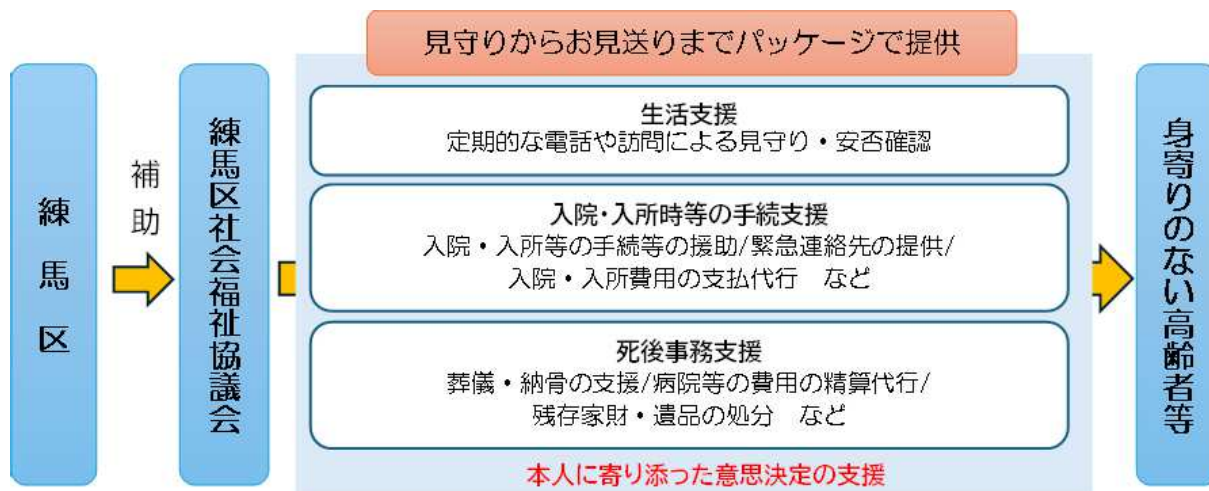 見守りからお見送りまでパッケージで提供
練馬区
補助
練馬区社会福祉協議会
生活支援
定期的な電話や訪問による見守り・安否確認
入院・入所時等の手続支援
入院・入所等の手続等の援助/緊急連絡先の提供/
入院・入所費用の支払代行　など
死後事務支援
葬儀・納骨の支援/病院等の費用の精算代行/
残存家財・遺品の処分　など
本人に寄り添った意思決定の支援
身寄りのない高齢者等